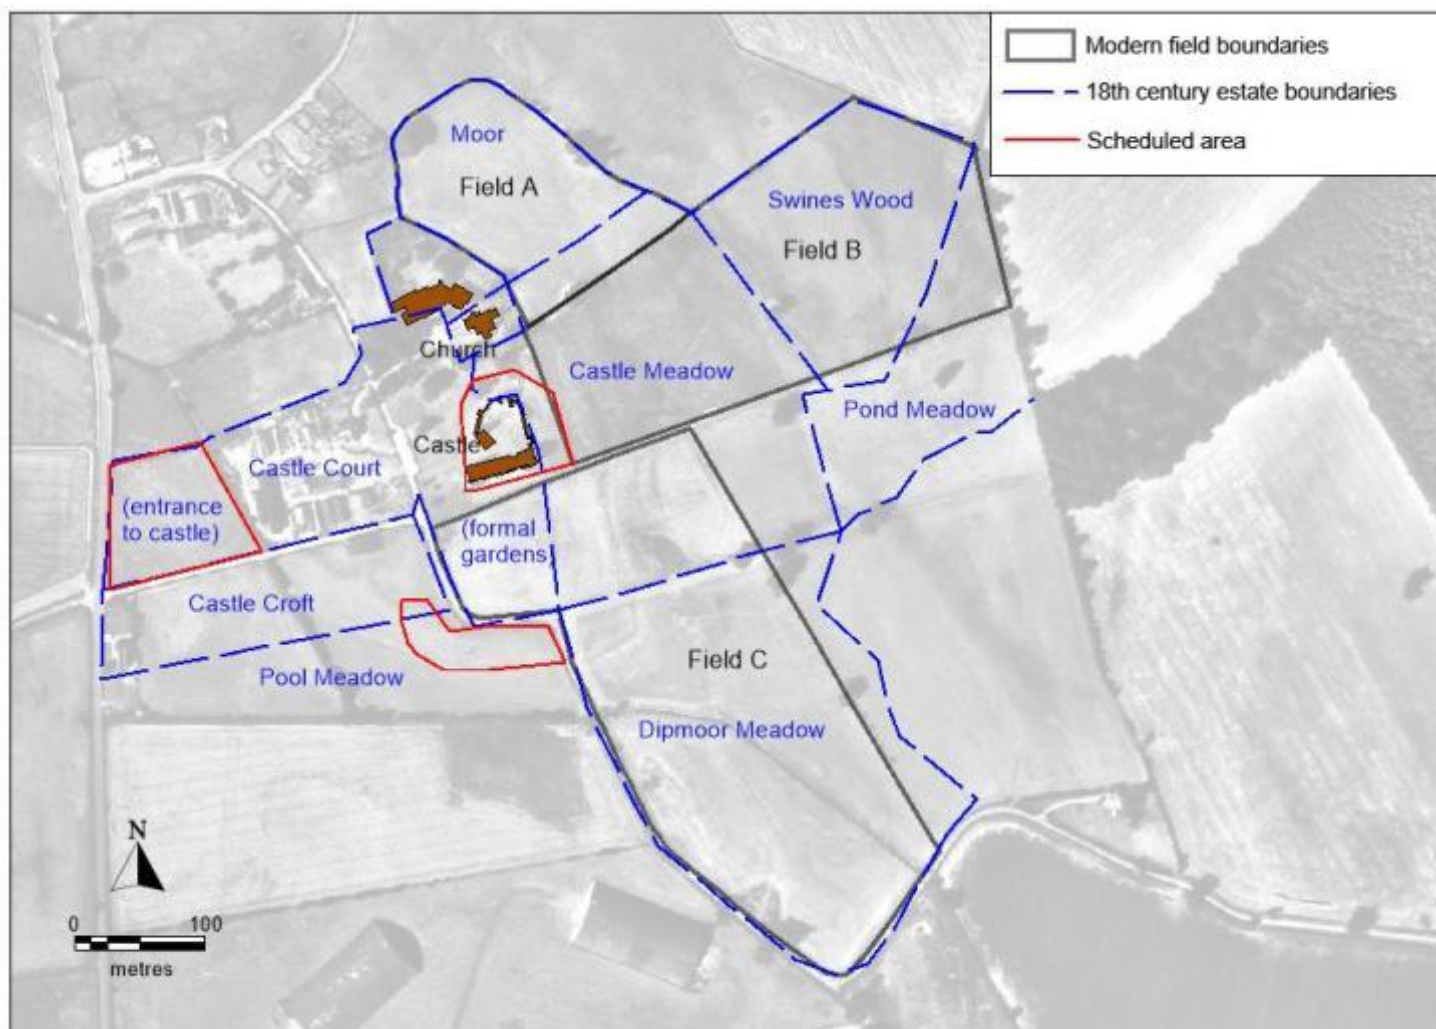 Modern field boundaries
18th century estate boundaries
Scheduled area
Moor
Field A
Swines Wood
Field B
Church
Castle Meadow
Pond Meadow
Castle
Castle Court
(entrance
to castle)
(formal
gardens
Castle Croft
Pool Meadow
Field C
Dipmoor Meadow
N
0 100
metres